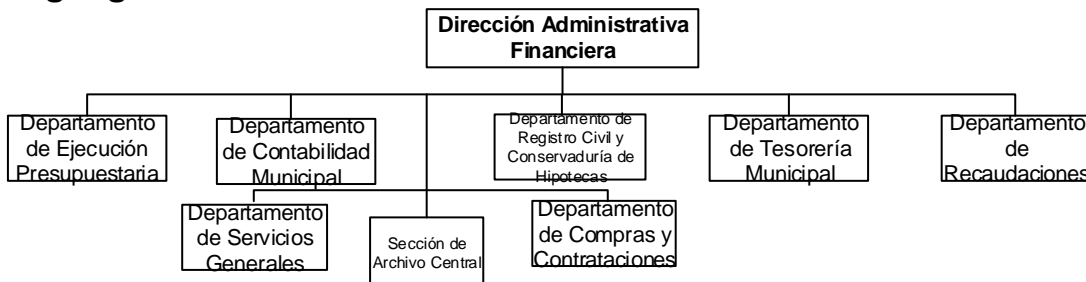 Dirección Administrativa
Financiera
Departamento
de Ejecución
Presupuestaria
Departamento
de Contabilidad
Municipal
Departamento de
Registro Civil y
Conservaduría de
Hipotecas
Departamento
de Tesorería
Municipal
Departamento
de
Recaudaciones
Departamento
de Servicios
Generales
Sección de
Archivo Central
Departamento
de Compras y
Contrataciones